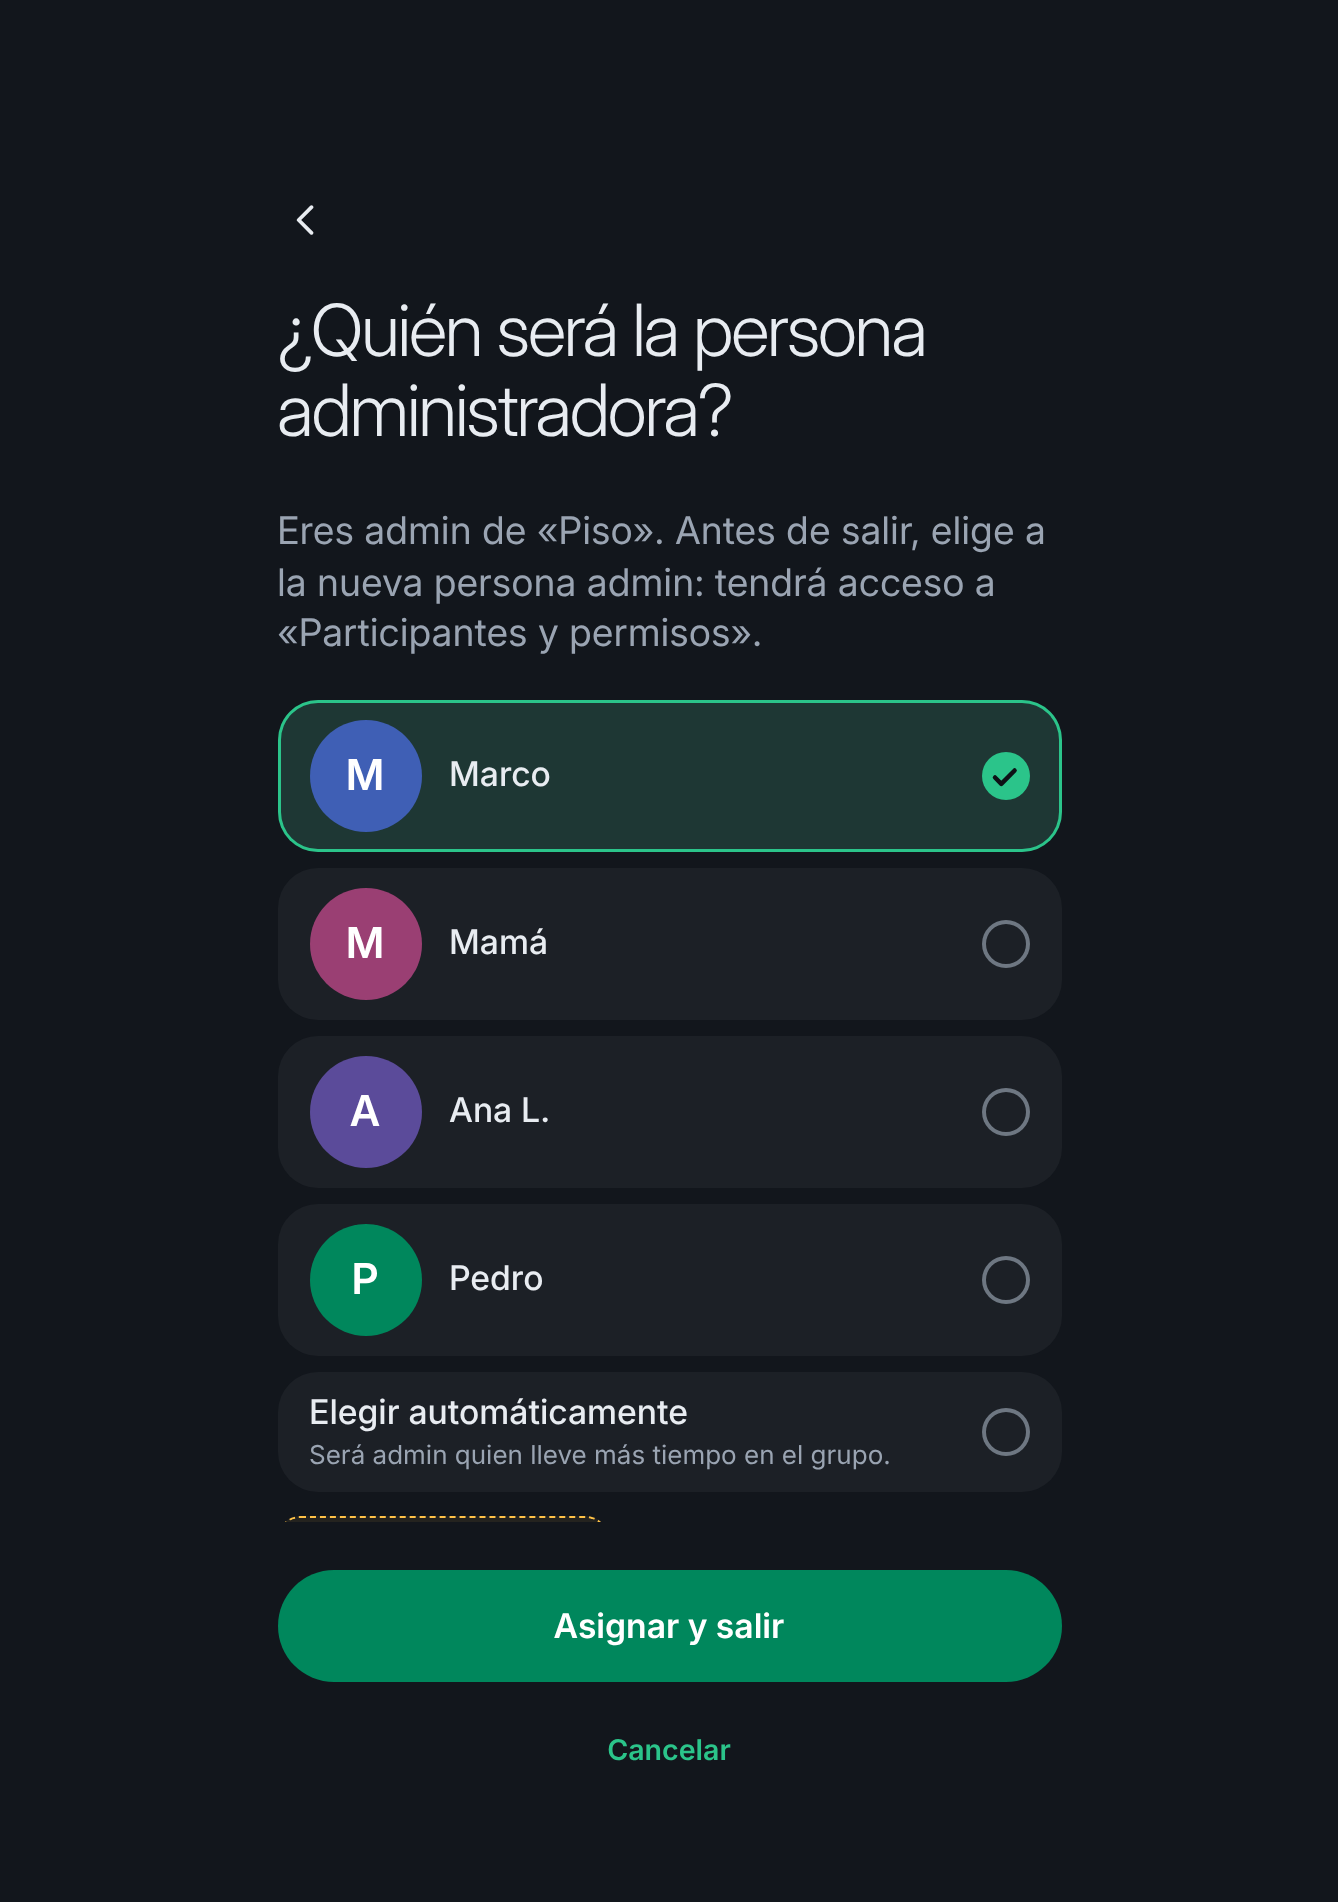 ¿Quién será la persona
administradora?
Eres admin de «Piso». Antes de salir, elige a
la nueva persona admin: tendrá acceso a
«Participantes y permisos».
M
Marco
M
Mamá
A
Ana L.
P
Pedro
Elegir automáticamente
Será admin quien lleve más tiempo en el grupo.
Asignar y salir
Cancelar